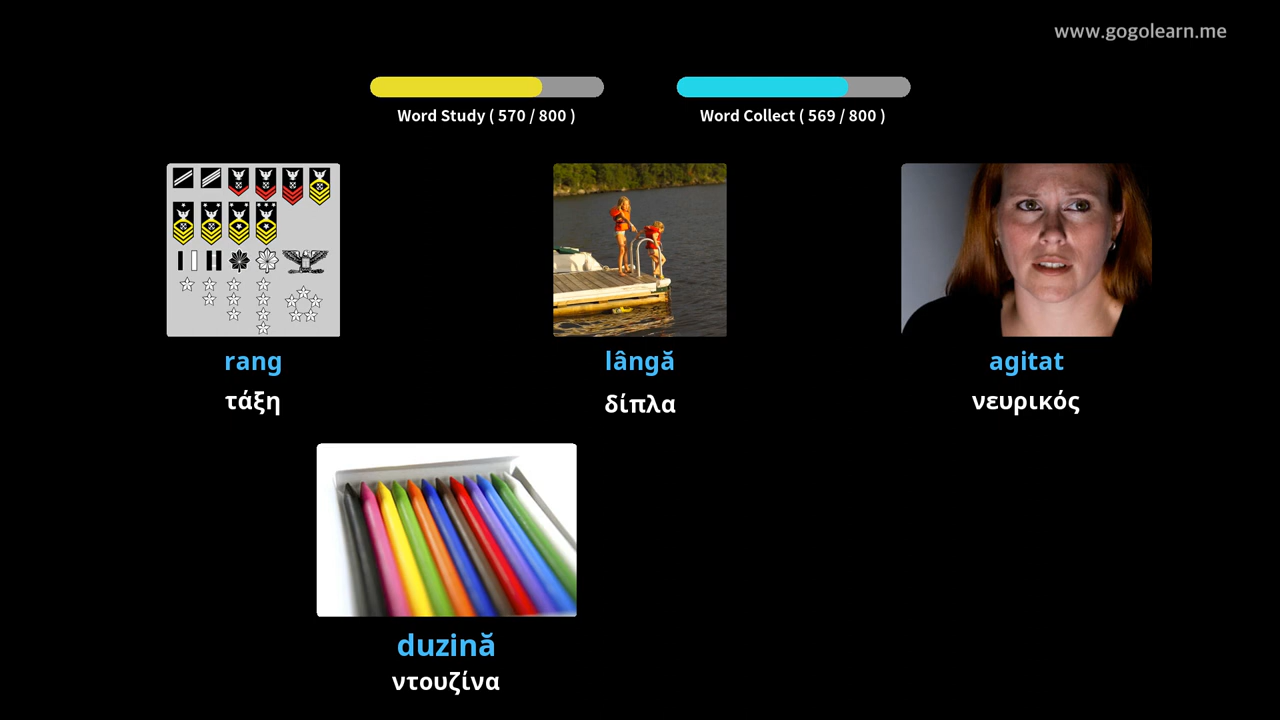 www.gogolearn.me
Word Study ( 570 / 800 )
Word Collect ( 569 / 800 )
rang
τάξη
lângă
δίπλα
agitat
νευρικός
duzină
ντουζίνα